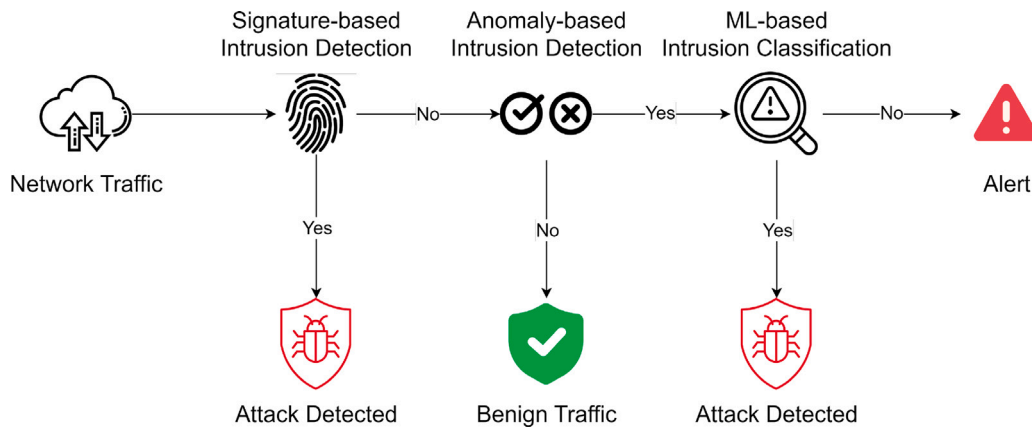 Signature-based
Intrusion Detection
Anomaly-based
Intrusion Detection
ML-based
Intrusion Classification
No
Yes
No
Network Traffic
Alert
Yes
No
Yes
Attack Detected
Benign Traffic
Attack Detected